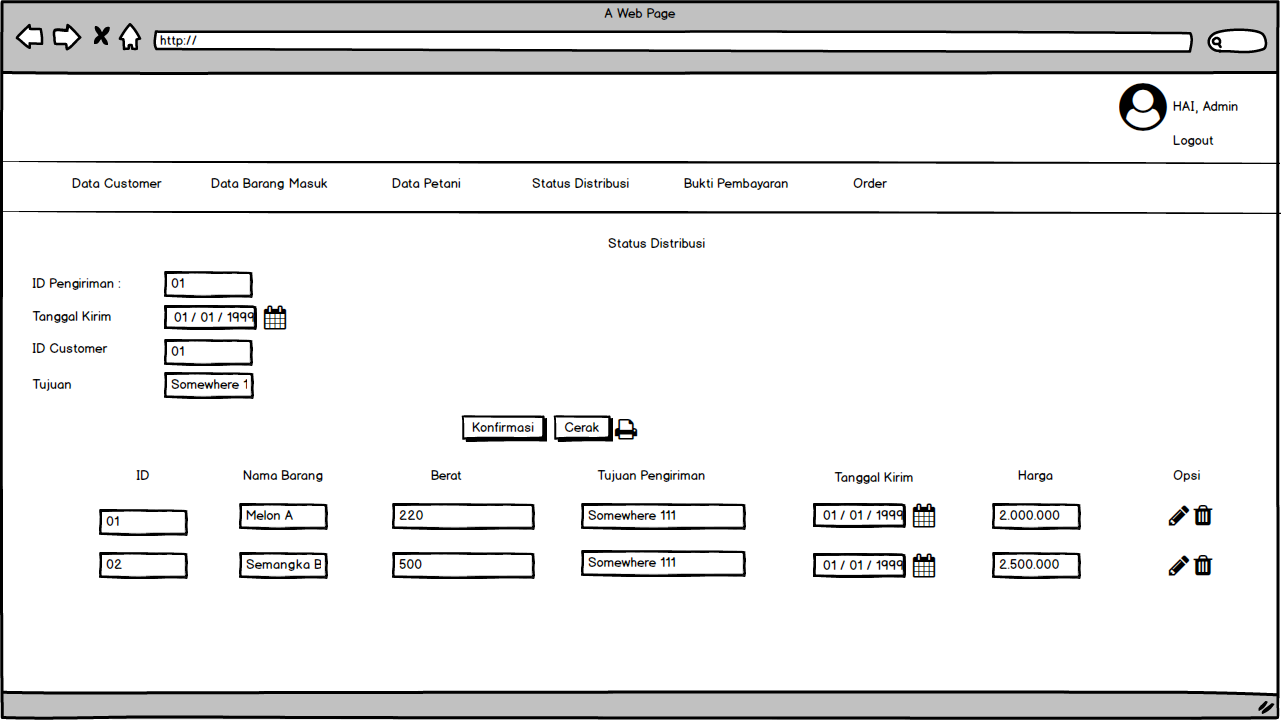 A Web Page
http://
HAI, Admin
Logout
Data Customer Data Barang Masuk Data Petani Status Distribusi Bukti Pembayaran Order
Status Distribusi
ID Pengiriman : 01
Tanggal Kirim 01 / 01 / 1999
ID Customer 01
Tujuan Somewhere 1
Konfirmasi Cerak
ID Nama Barang Berat Tujuan Pengiriman Tanggal Kirim Harga Opsi
01 Melon A 220 Somewhere 111 01 / 01 / 1999 2.000.000
02 Semangka B 500 Somewhere 111 01 / 01 / 1999 2.500.000